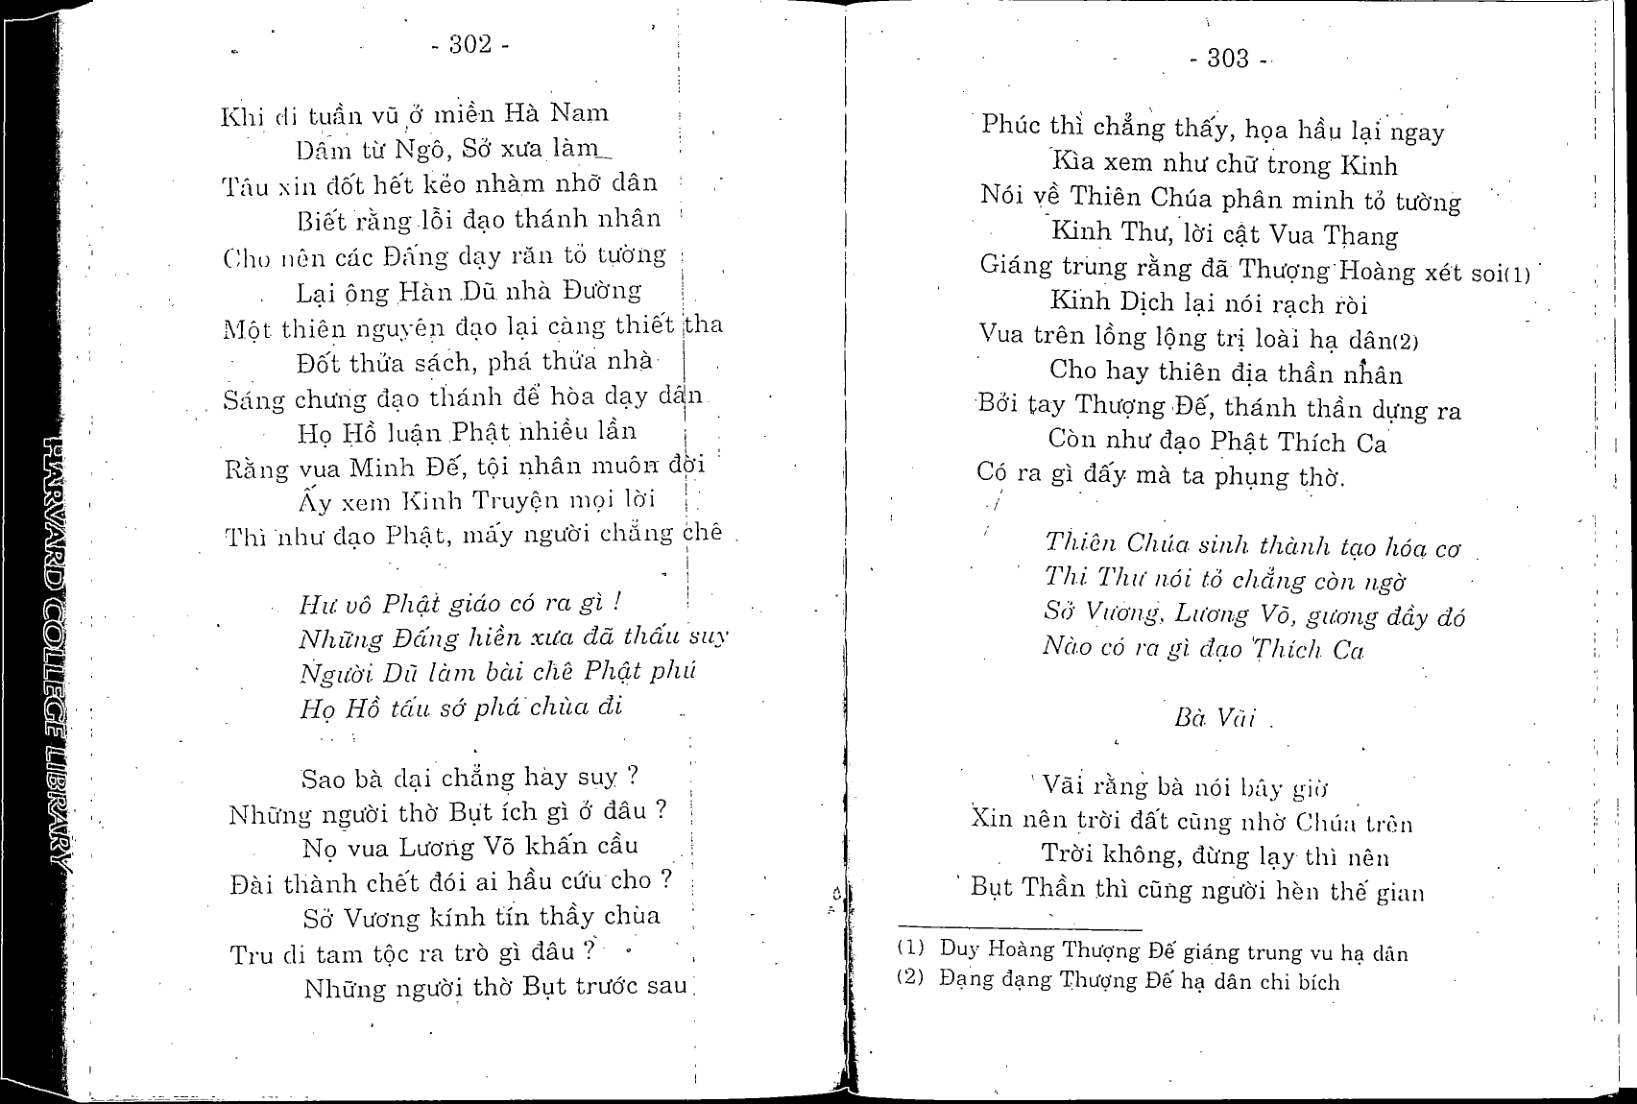 - 302 -
Khi đi tuần vũ ở miền Hà Nam
Dâm từ Ngô, Sở xưa làm
Tâu xin đốt hết kẻo nhàm nhỡ dân
Biết rằng lỗi đạo thánh nhân
Cho nên các Đấng dạy răn tỏ tường
Lại ông Hàn Dũ nhà Đường
Một thiên nguyên đạo lại càng thiết tha
Đốt thửa sách, phá thửa nhà
Sáng chưng đạo thánh để hòa dạy dân
Họ Hồ luận Phật nhiều lần
Rằng vua Minh Đế, tội nhân muôn đời
Ấy xem Kinh Truyện mọi lời
Thì như đạo Phật, mấy người chẳng chê
Hư vô Phật giáo có ra gì !
Những Đấng hiền xưa đã thấu suy
Người Dũ làm bài chê Phật phú
Họ Hồ tấu sớ phá chùa đi
Sao bà dại chẳng hay suy ?
Những người thờ Bụt ích gì ở đâu ?
Nọ vua Lương Võ khấn cầu
Đài thành chết đói ai hầu cứu cho ?
Sở Vương kính tín thầy chùa
Tru di tam tộc ra trò gì đâu ?
Những người thờ Bụt trước sau
- 303 -
Phúc thì chẳng thấy, họa hầu lại ngay
Kìa xem như chữ trong Kinh
Nói về Thiên Chúa phân minh tỏ tường
Kinh Thư, lời cật Vua Thang
Giáng trung rằng đã Thượng Hoàng xét soi(1)
Kinh Dịch lại nói rạch ròi
Vua trên lồng lộng trị loài hạ dân(2)
Cho hay thiên địa thần nhân
Bởi tay Thượng Đế, thánh thần dựng ra
Còn như đạo Phật Thích Ca
Có ra gì đấy mà ta phụng thờ.
Thiên Chúa sinh thành tạo hóa cơ
Thi Thư nói tỏ chẳng còn ngờ
Sở Vương, Lương Võ, gương đầy đó
Nào có ra gì đạo Thích Ca
Bà Vãi
Vãi rằng bà nói bây giờ
Xin nên trời đất cũng nhờ Chúa trên
Trời không, đừng lạy thì nên
Bụt Thần thì cũng người hèn thế gian
(1) Duy Hoàng Thượng Đế giáng trung vu hạ dân
(2) Đạng đạng Thượng Đế hạ dân chi bích
HARVARD COLLEGE LIBRARY